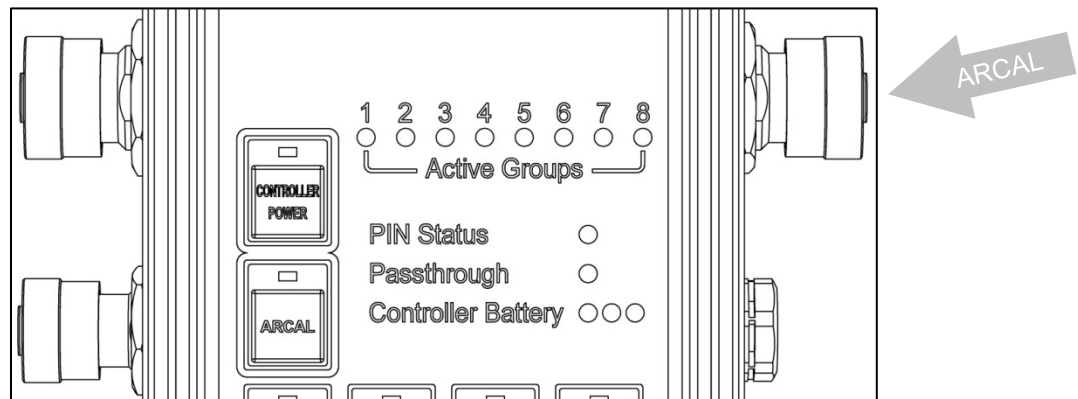 ARCAL
1 2 3 4 5 6 7 8
Active Groups
CONTROLLER
POWER
PIN Status
Passthrough
Controller Battery
ARCAL